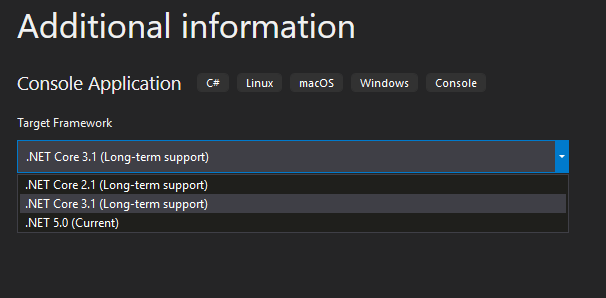 Additional information
Console Application C# Linux macOS Windows Console
Target Framework
.NET Core 3.1 (Long-term support)
.NET Core 2.1 (Long-term support)
.NET Core 3.1 (Long-term support)
.NET 5.0 (Current)